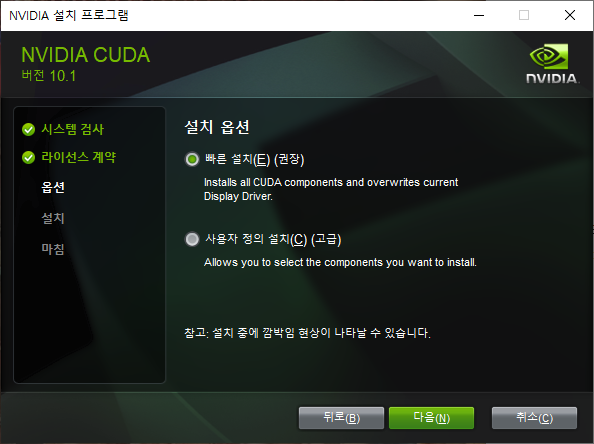 NVIDIA 설치 프로그램
NVIDIA CUDA
버전 10.1
NVIDIA.
시스템 검사
라이선스 계약
옵션
설치
마침
설치 옵션
빠른 설치(E) (권장)
Installs all CUDA components and overwrites current
Display Driver.
사용자 정의 설치(C) (고급)
Allows you to select the components you want to install.
참고: 설치 중에 깜박임 현상이 나타날 수 있습니다.
뒤로(B)
다음(N)
취소(C)